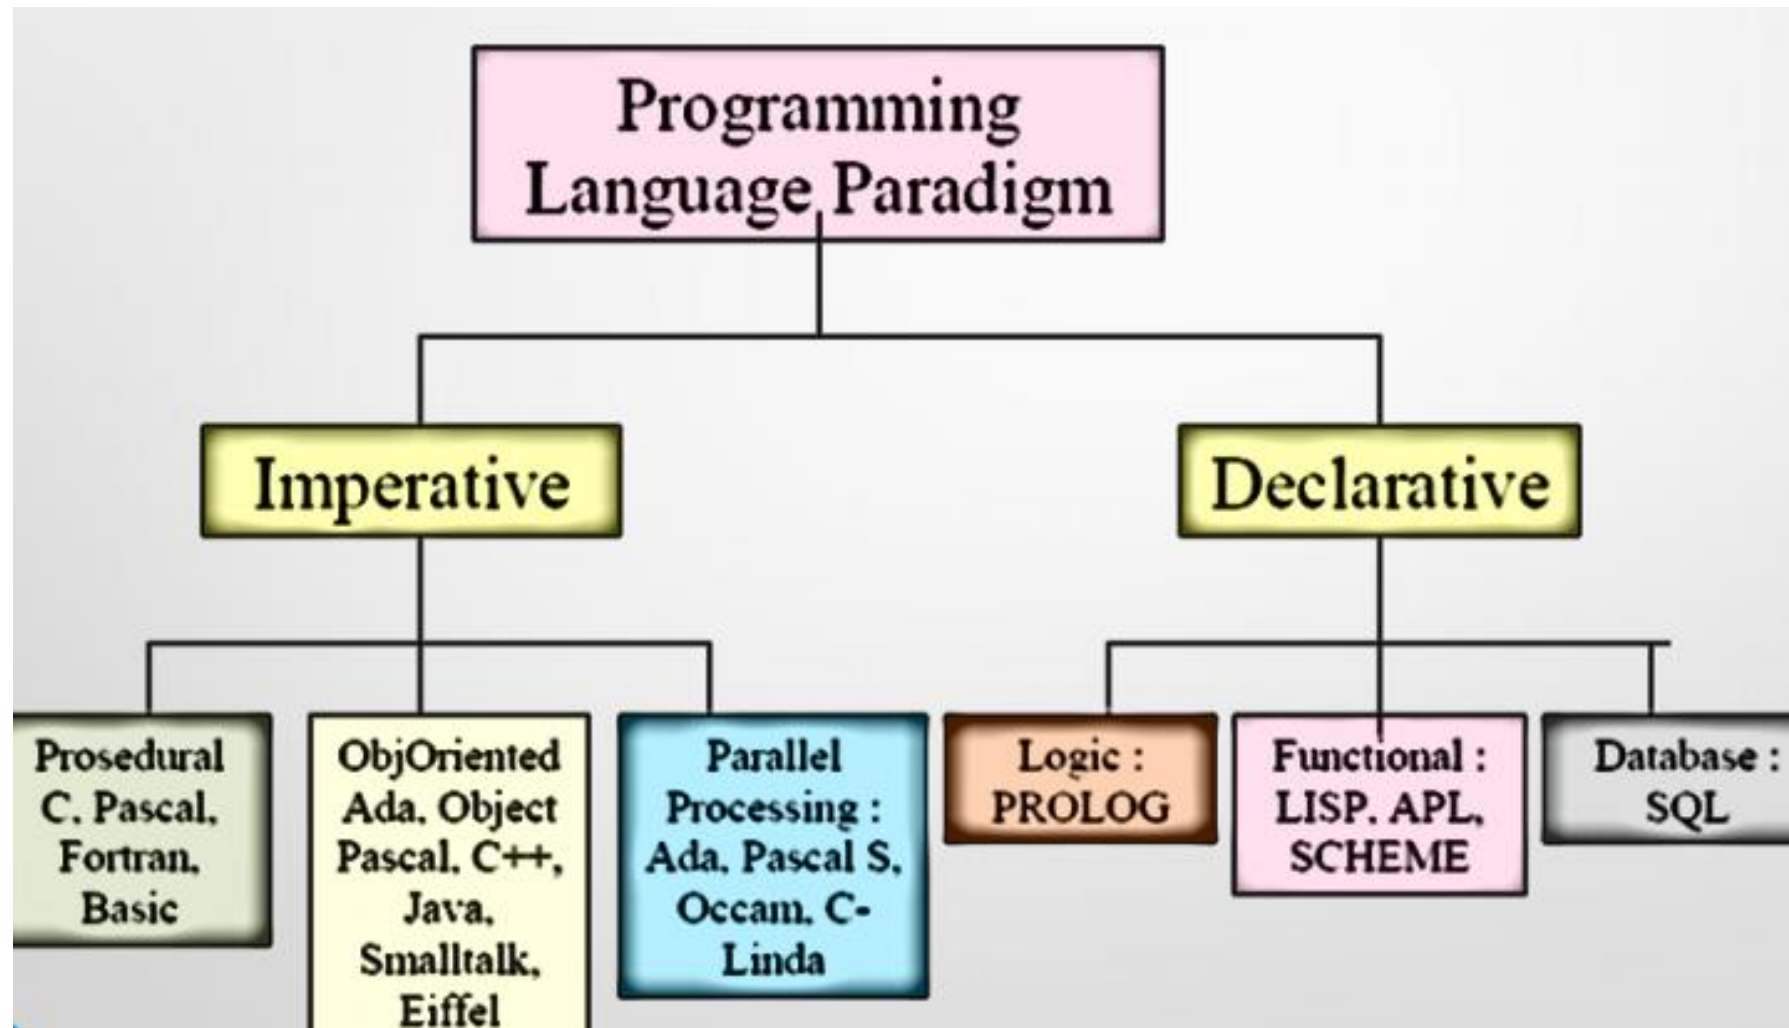 Programming
Language Paradigm
Imperative
Declarative
Prosedural
C, Pascal,
Fortran,
Basic
ObjOriented
Ada, Object
Pascal, C++,
Java,
Smalltalk,
Eiffel
Parallel
Processing :
Ada, Pascal S,
Occam, C-
Linda
Logic :
PROLOG
Functional :
LISP, APL,
SCHEME
Database :
SQL